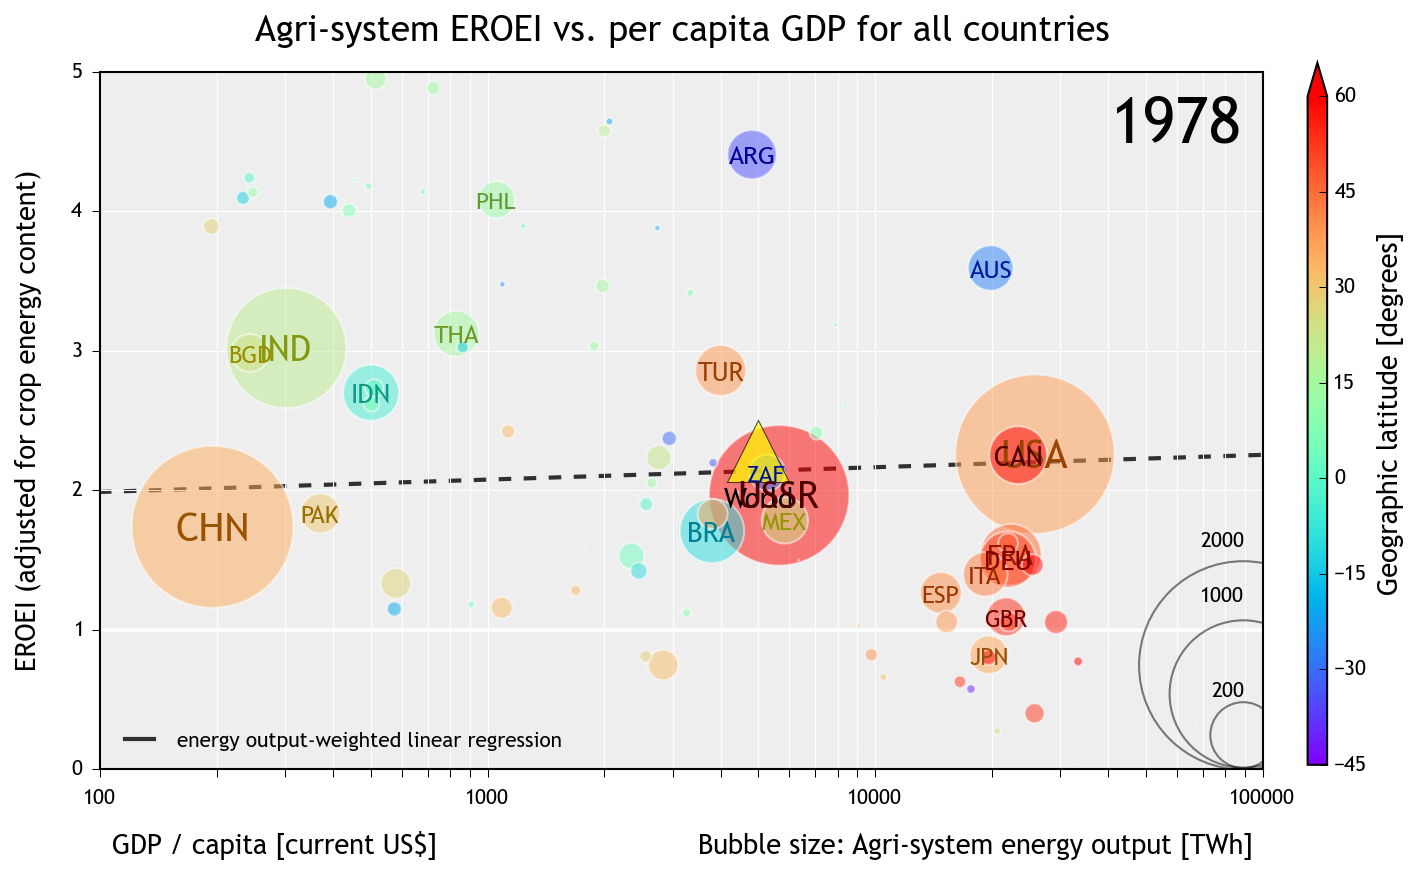 Agri-system EROEI vs. per capita GDP for all countries
1978
EROEI (adjusted for crop energy content)
5
4
3
2
1
0
ARG
PHL
AUS
THA
BGD
IND
TUR
IDN
CAN
USA
ZAF
USSR
World
PAK
MEX
CHN
BRA
FRA
DEU
ITA
ESP
GBR
JPN
2000
1000
200
energy output-weighted linear regression
100
1000
10000
100000
GDP / capita [current US$]
Bubble size: Agri-system energy output [TWh]
60
45
30
15
0
−15
−30
−45
Geographic latitude [degrees]